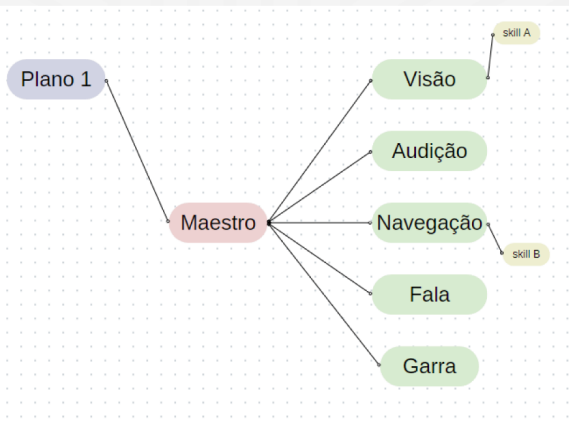 skill A
Plano 1
Visão
Audição
Maestro
Navegação
skill B
Fala
Garra